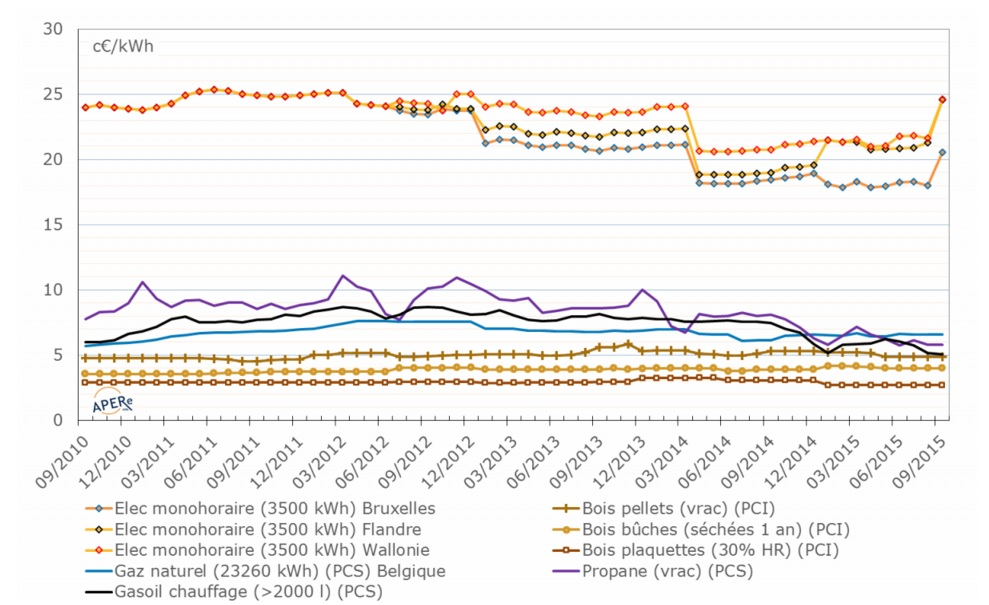 30
c€/kWh
25
20
15
10
5
0
APERe
09/2010 12/2010 03/2011 06/2011 09/2011 12/2011 03/2012 06/2012 09/2012 12/2012 03/2013 06/2013 09/2013 12/2013 03/2014 06/2014 09/2014 12/2014 03/2015 06/2015 09/2015
Elec monohoraire (3500 kWh) Bruxelles
Bois pellets (vrac) (PCI)
Elec monohoraire (3500 kWh) Flandre
Bois bûches (séchées 1 an) (PCI)
Elec monohoraire (3500 kWh) Wallonie
Bois plaquettes (30% HR) (PCI)
Gaz naturel (23260 kWh) (PCS) Belgique
Propane (vrac) (PCS)
Gasoil chauffage (>2000 l) (PCS)